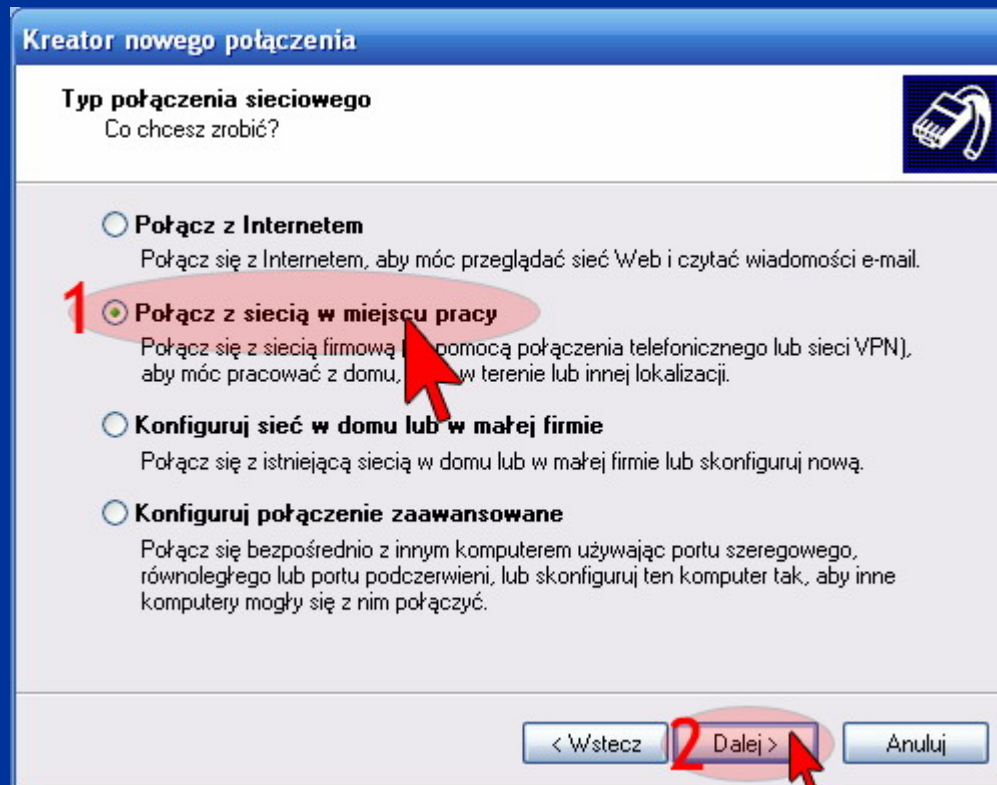 Kreator nowego połączenia
Typ połączenia sieciowego
Co chcesz zrobić?
Połącz z Internetem
Połącz się z Internetem, aby móc przeglądać sieć Web i czytać wiadomości e-mail.
1 Połącz z siecią w miejscu pracy
Połącz się z siecią firmową pomocą połączenia telefonicznego lub sieci VPN),
aby móc pracować z domu, w terenie lub innej lokalizacji.
Konfiguruj sieć w domu lub w małej firmie
Połącz się z istniejącą siecią w domu lub w małej firmie lub skonfiguruj nową.
Konfiguruj połączenie zaawansowane
Połącz się bezpośrednio z innym komputerem używając portu szeregowego,
równoległego lub portu podczerwieni, lub skonfiguruj ten komputer tak, aby inne
komputery mogły się z nim połączyć.
< Wstecz 2 Dalej > Anuluj